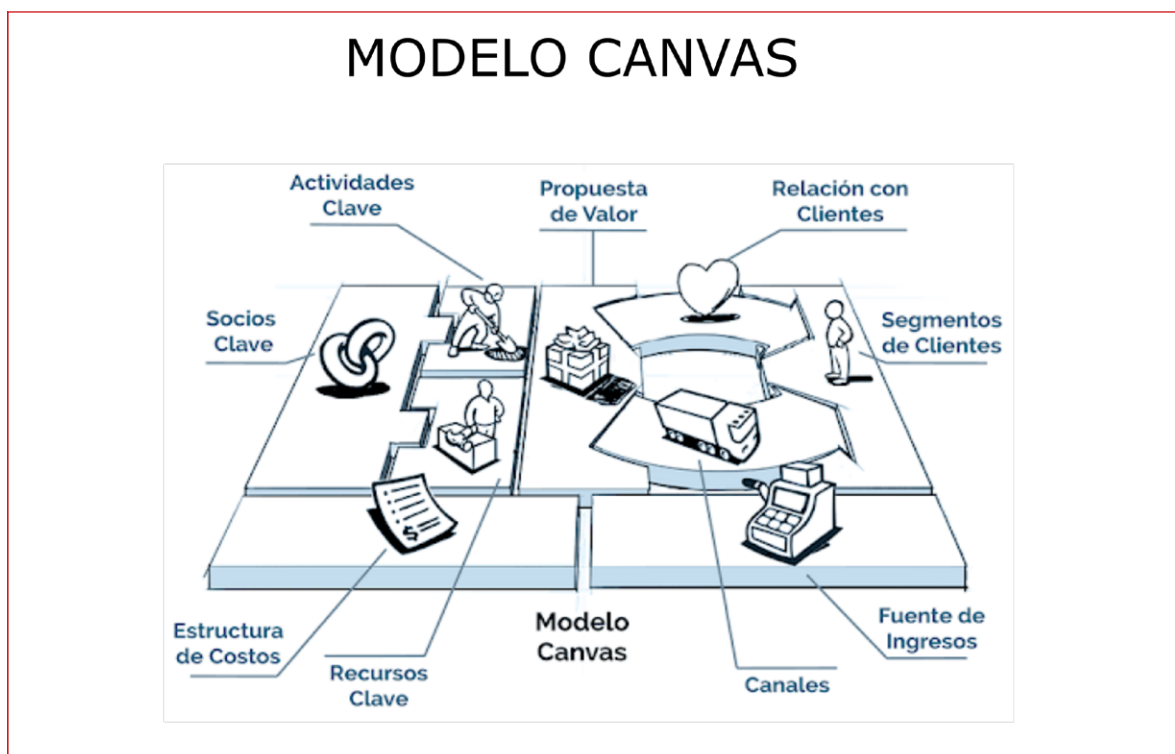 MODELO CANVAS
Actividades
Clave
Propuesta
de Valor
Relación con
Clientes
Socios
Clave
Segmentos
de Clientes
$
Estructura
de Costos
Recursos
Clave
Modelo
Canvas
Canales
Fuente de
Ingresos